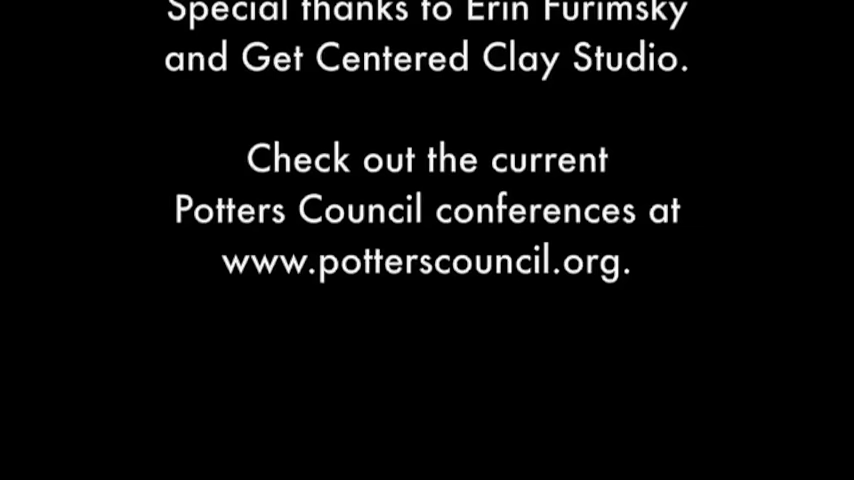 Special thanks to Erin Furimsky
and Get Centered Clay Studio.
Check out the current
Potters Council conferences at
www.potterscouncil.org.